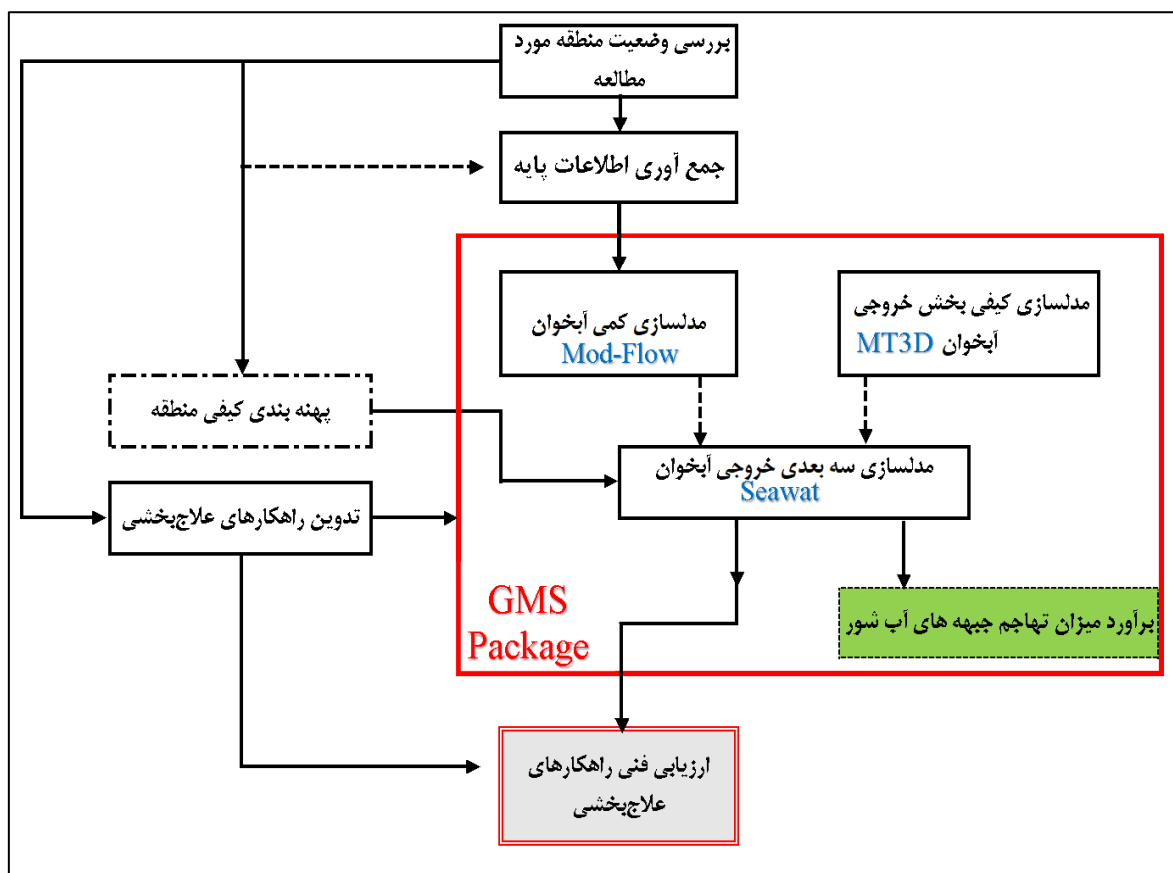 بررسی وضعیت منطقه مورد
مطالعه
جمع آوری اطلاعات پایه
مدلسازی کیفی بخش خروجی
آبخوان MT3D
مدلسازی کمی آبخوان
Mod-Flow
پهنه بندی کیفی منطقه
مدلسازی سه بعدی خروجی آبخوان
Seawat
تدوین راهکارهای علاج‌بخشی
GMS
Package
برآورد میزان تهاجم جبهه های آب شور
ارزیابی فنی راهکارهای
علاج‌بخشی